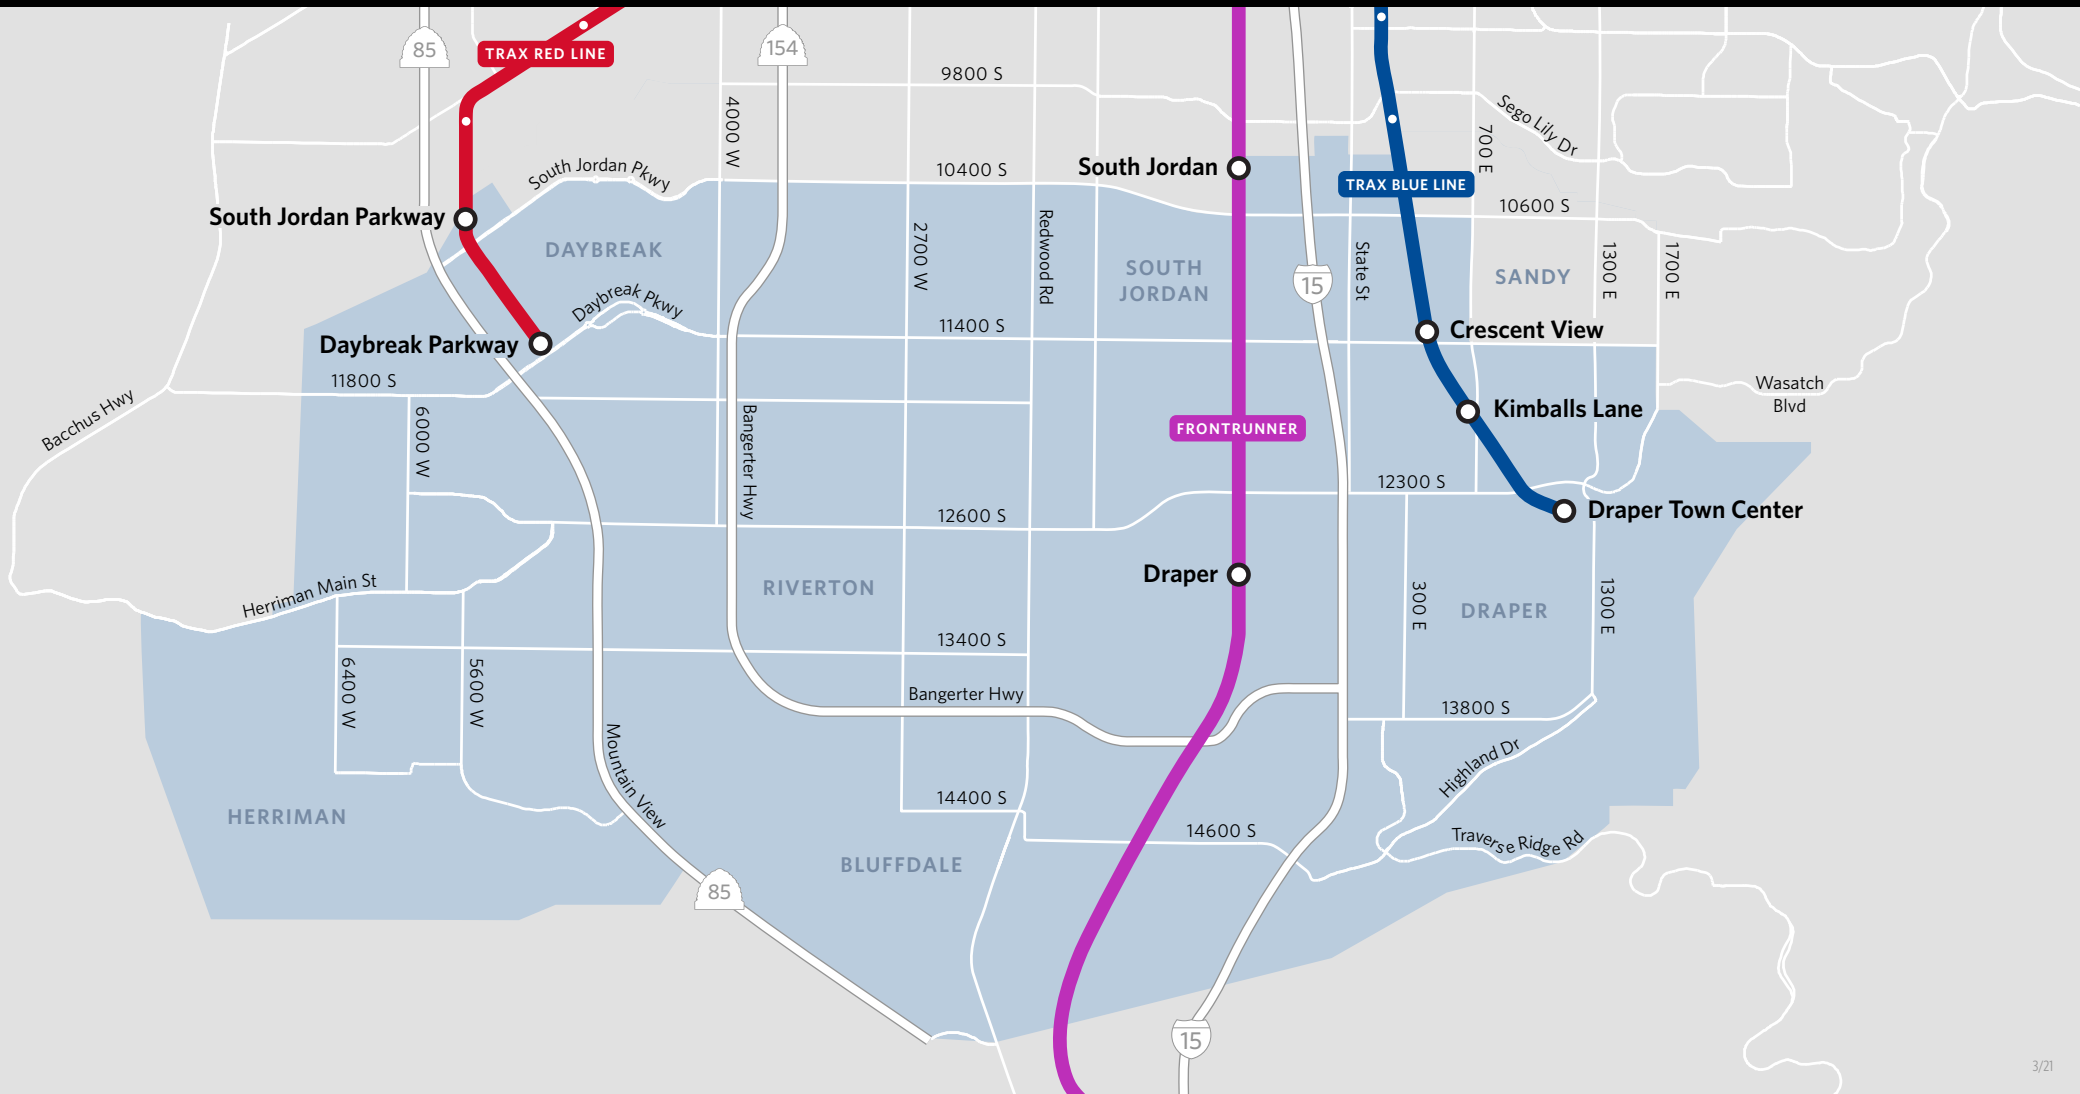 85
TRAX RED LINE
154
9800 S
4000 W
Sego Lily Dr
700 E
South Jordan Pkwy
10400 S
South Jordan
TRAX BLUE LINE
10600 S
South Jordan Parkway
DAYBREAK
2700 W
Redwood Rd
SOUTH
JORDAN
15
State St
SANDY
1300 E
1700 E
Daybreak Pkwy
11400 S
Crescent View
Daybreak Parkway
11800 S
Wasatch
Blvd
Bacchus Hwy
6000 W
Bangerter Hwy
FRONTRUNNER
Kimballs Lane
12300 S
12600 S
Draper Town Center
Herriman Main St
RIVERTON
Draper
300 E
DRAPER
1300 E
13400 S
6400 W
5600 W
Bangerter Hwy
13800 S
Mountain View
Highland Dr
14400 S
HERRIMAN
14600 S
Traverse Ridge Rd
BLUFFDALE
85
15
3/21